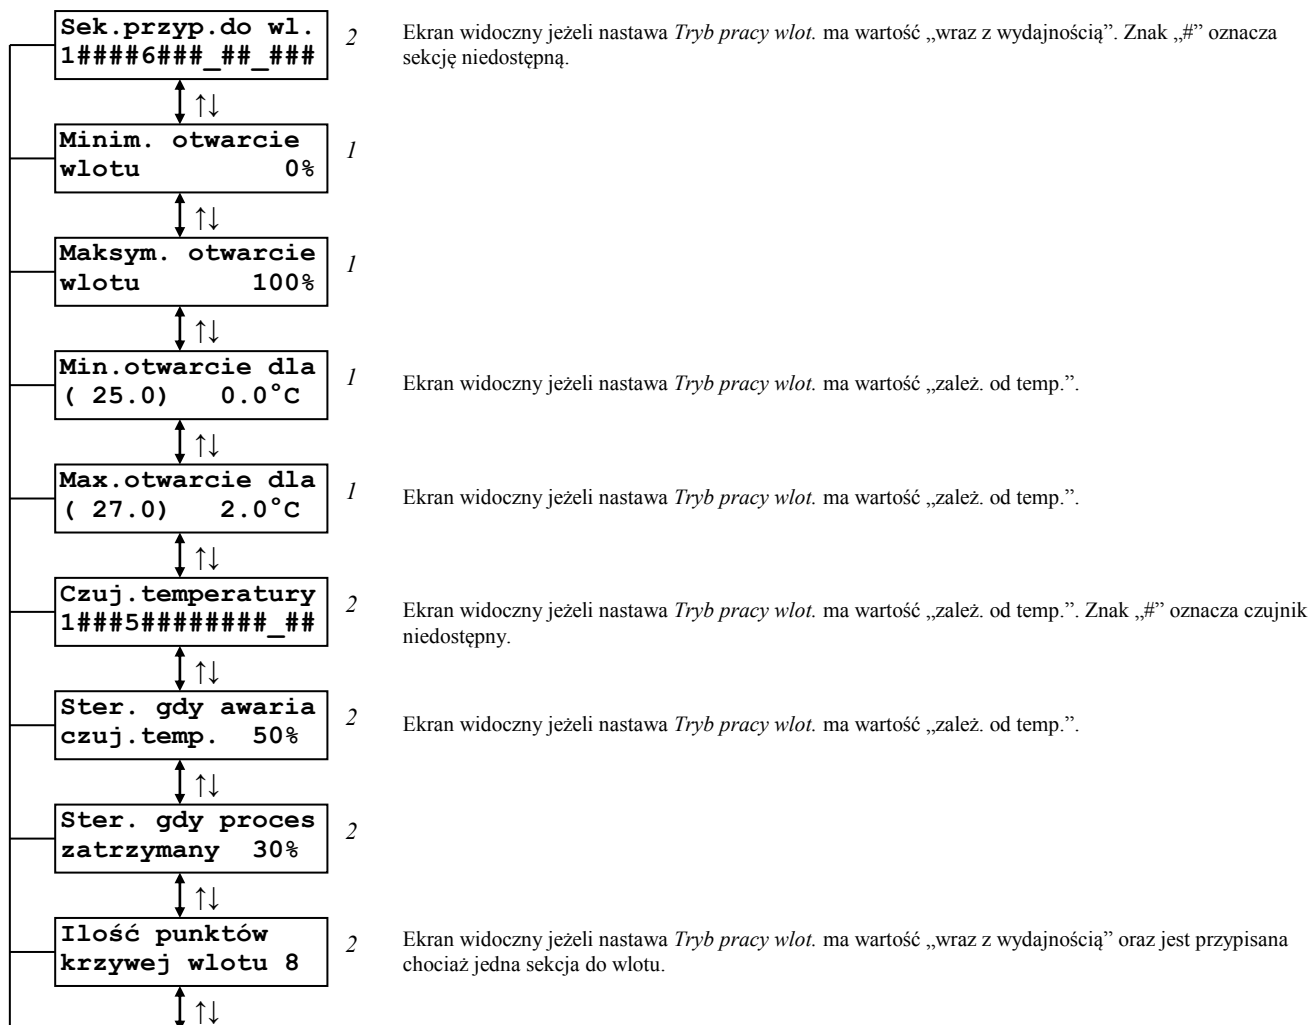 Sek.przyp.do wl.
1####6###_##_###
2
Ekran widoczny jeżeli nastawa Tryb pracy wlot. ma wartość „wraz z wydajnością”. Znak „#” oznacza
sekcję niedostępną.
↑↓
Minim. otwarcie
wlotu 0%
1
↑↓
Maksym. otwarcie
wlotu 100%
1
↑↓
Min.otwarcie dla
( 25.0) 0.0°C
1
Ekran widoczny jeżeli nastawa Tryb pracy wlot. ma wartość „zależ. od temp.”.
↑↓
Max.otwarcie dla
( 27.0) 2.0°C
1
Ekran widoczny jeżeli nastawa Tryb pracy wlot. ma wartość „zależ. od temp.”.
↑↓
Czuj.temperatury
1###5########_##
2
Ekran widoczny jeżeli nastawa Tryb pracy wlot. ma wartość „zależ. od temp.”. Znak „#” oznacza czujnik
niedostępny.
↑↓
Ster. gdy awaria
czuj.temp. 50%
2
Ekran widoczny jeżeli nastawa Tryb pracy wlot. ma wartość „zależ. od temp.”.
↑↓
Ster. gdy proces
zatrzymany 30%
2
↑↓
Ilość punktów
krzywej wlotu 8
2
Ekran widoczny jeżeli nastawa Tryb pracy wlot. ma wartość „wraz z wydajnością” oraz jest przypisana
chociaż jedna sekcja do wlotu.
↑↓